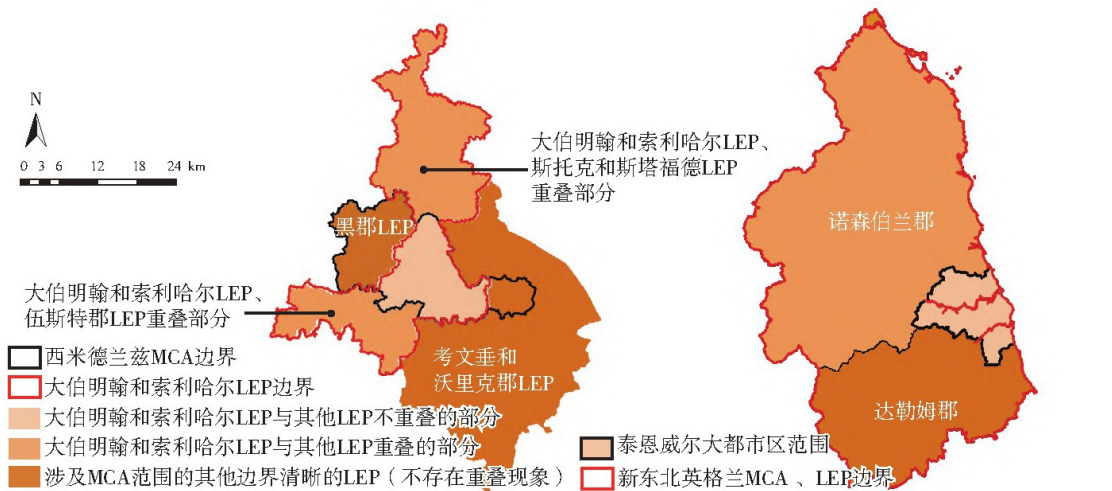 N
0 3 6 12 18 24 km
大伯明翰和索利哈尔LEP、
斯托克和斯塔福德LEP
重叠部分
黑郡LEP
大伯明翰和索利哈尔LEP、
伍斯特郡LEP重叠部分
考文垂和
沃里克郡LEP
西米德兰兹MCA边界
大伯明翰和索利哈尔LEP边界
大伯明翰和索利哈尔LEP与其他LEP不重叠的部分
大伯明翰和索利哈尔LEP与其他LEP重叠的部分
涉及MCA范围的其他边界清晰的LEP（不存在重叠现象）
诺森伯兰郡
达勒姆郡
泰恩威尔大都市区范围
新东北英格兰MCA 、LEP边界